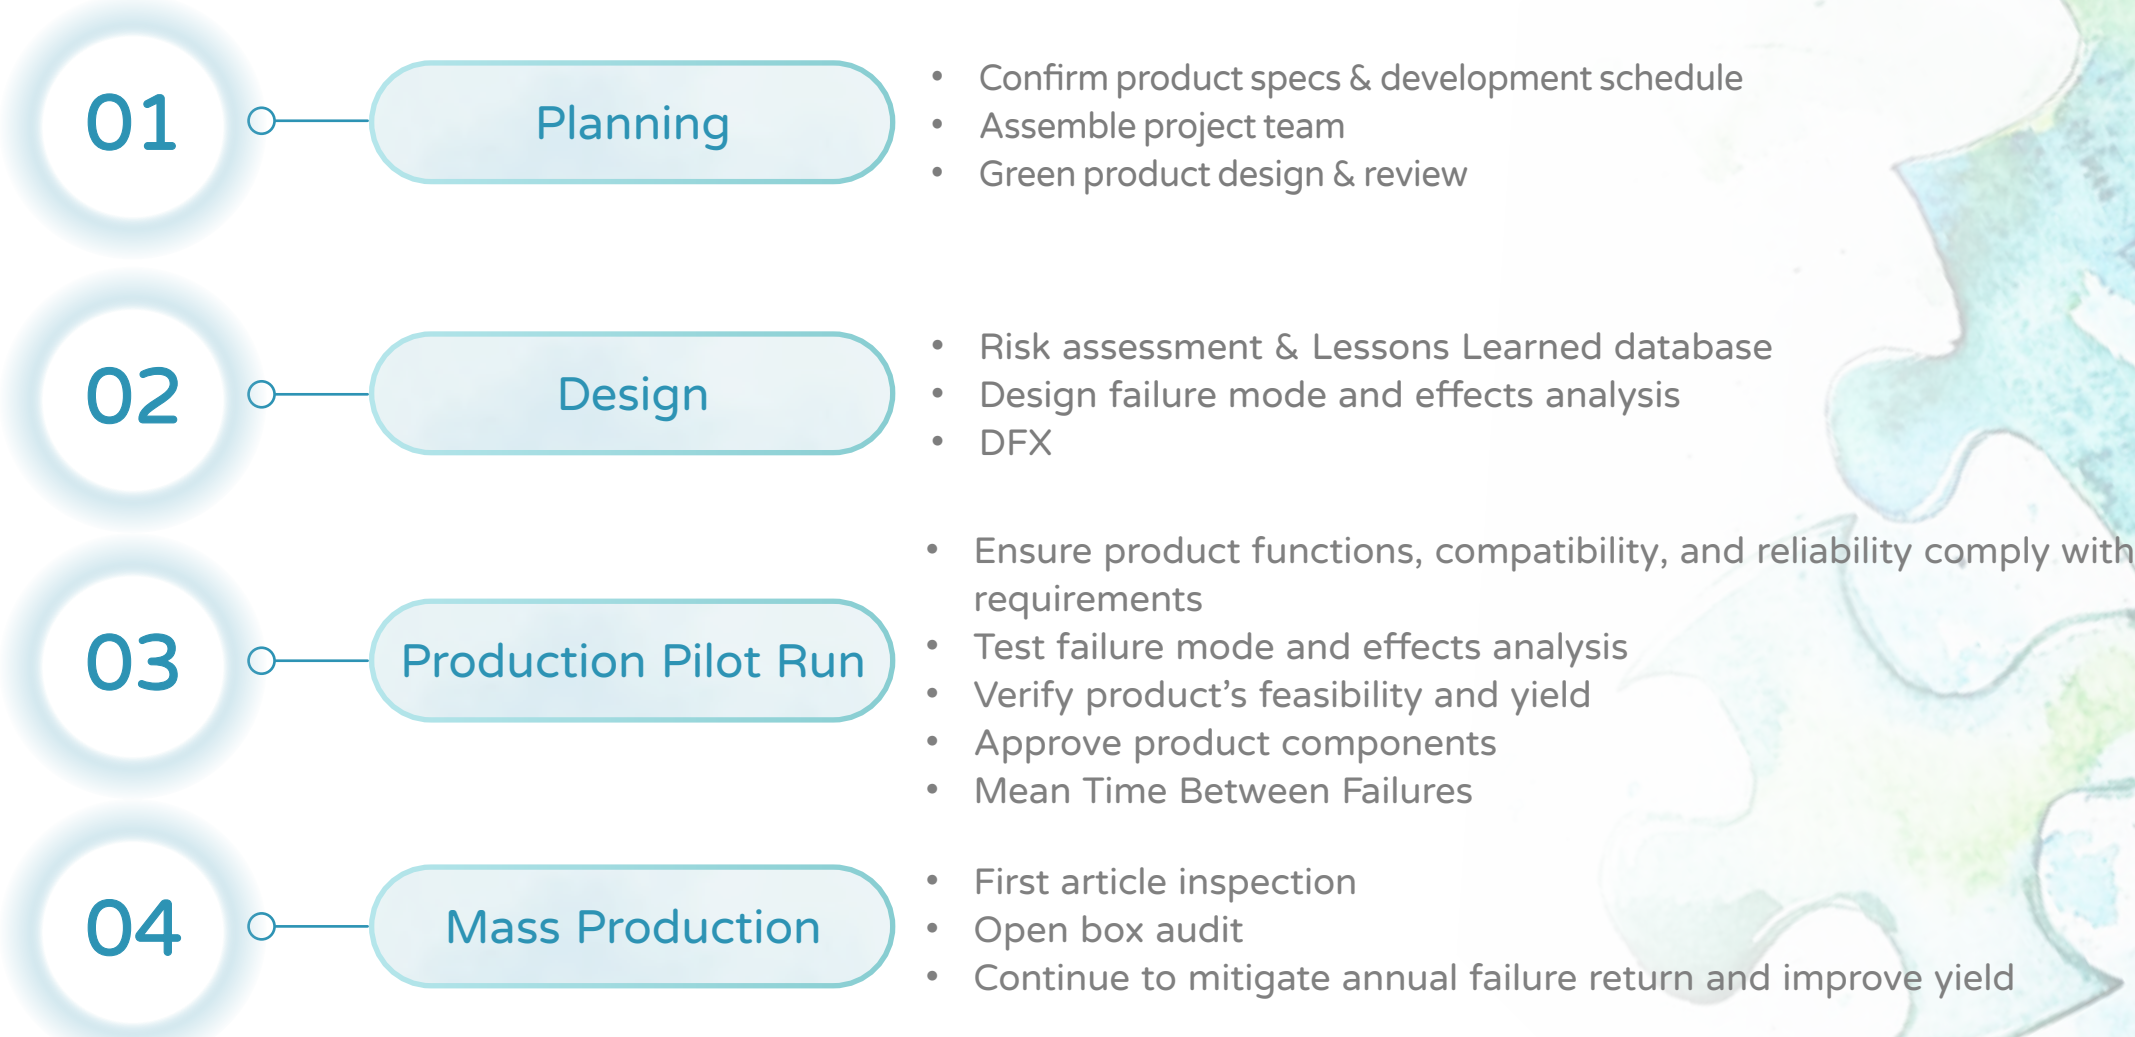 01
Planning
• Confirm product specs & development schedule
• Assemble project team
• Green product design & review
02
Design
• Risk assessment & Lessons Learned database
• Design failure mode and effects analysis
• DFX
03
Production Pilot Run
• Ensure product functions, compatibility, and reliability comply with
requirements
• Test failure mode and effects analysis
• Verify product’s feasibility and yield
• Approve product components
• Mean Time Between Failures
04
Mass Production
• First article inspection
• Open box audit
• Continue to mitigate annual failure return and improve yield